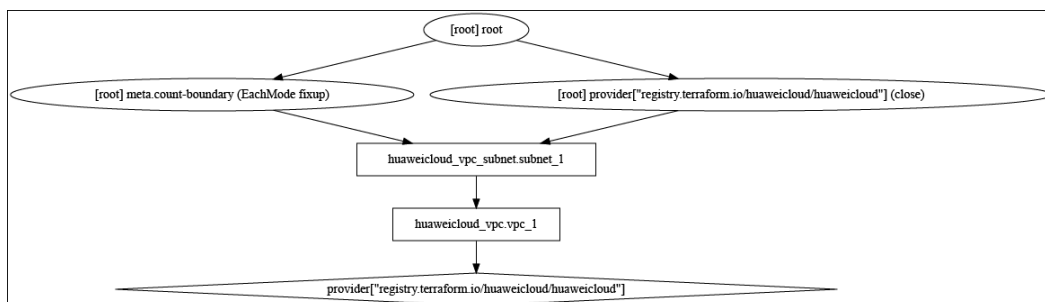 [root] root
[root] meta.count-boundary (EachMode fixup)
[root] provider["registry.terraform.io/huaweicloud/huaweicloud"] (close)
huaweicloud_vpc_subnet.subnet_1
huaweicloud_vpc.vpc_1
provider["registry.terraform.io/huaweicloud/huaweicloud"]